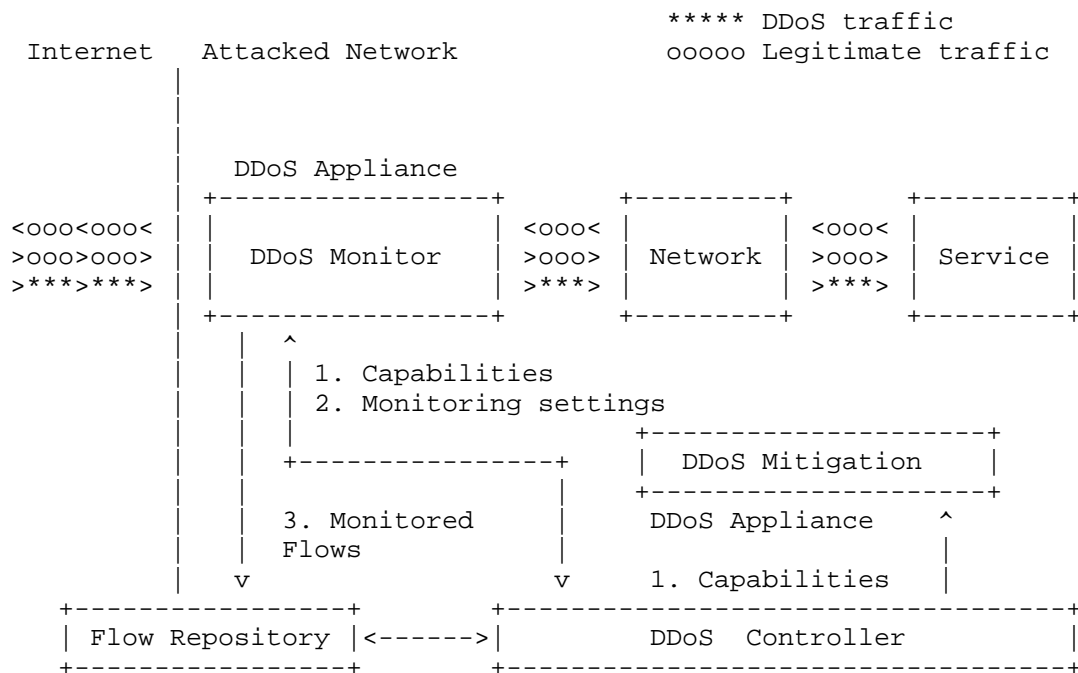 ***** DDoS traffic
Internet Attacked Network ooooo Legitimate traffic
DDoS Appliance
<ooo<ooo< <ooo< <ooo<
>ooo>ooo> DDoS Monitor >ooo> Network >ooo> Service
>***>***> >***> >***>
1. Capabilities
2. Monitoring settings
DDoS Mitigation
3. Monitored DDoS Appliance
Flows
1. Capabilities
Flow Repository <------> DDoS Controller